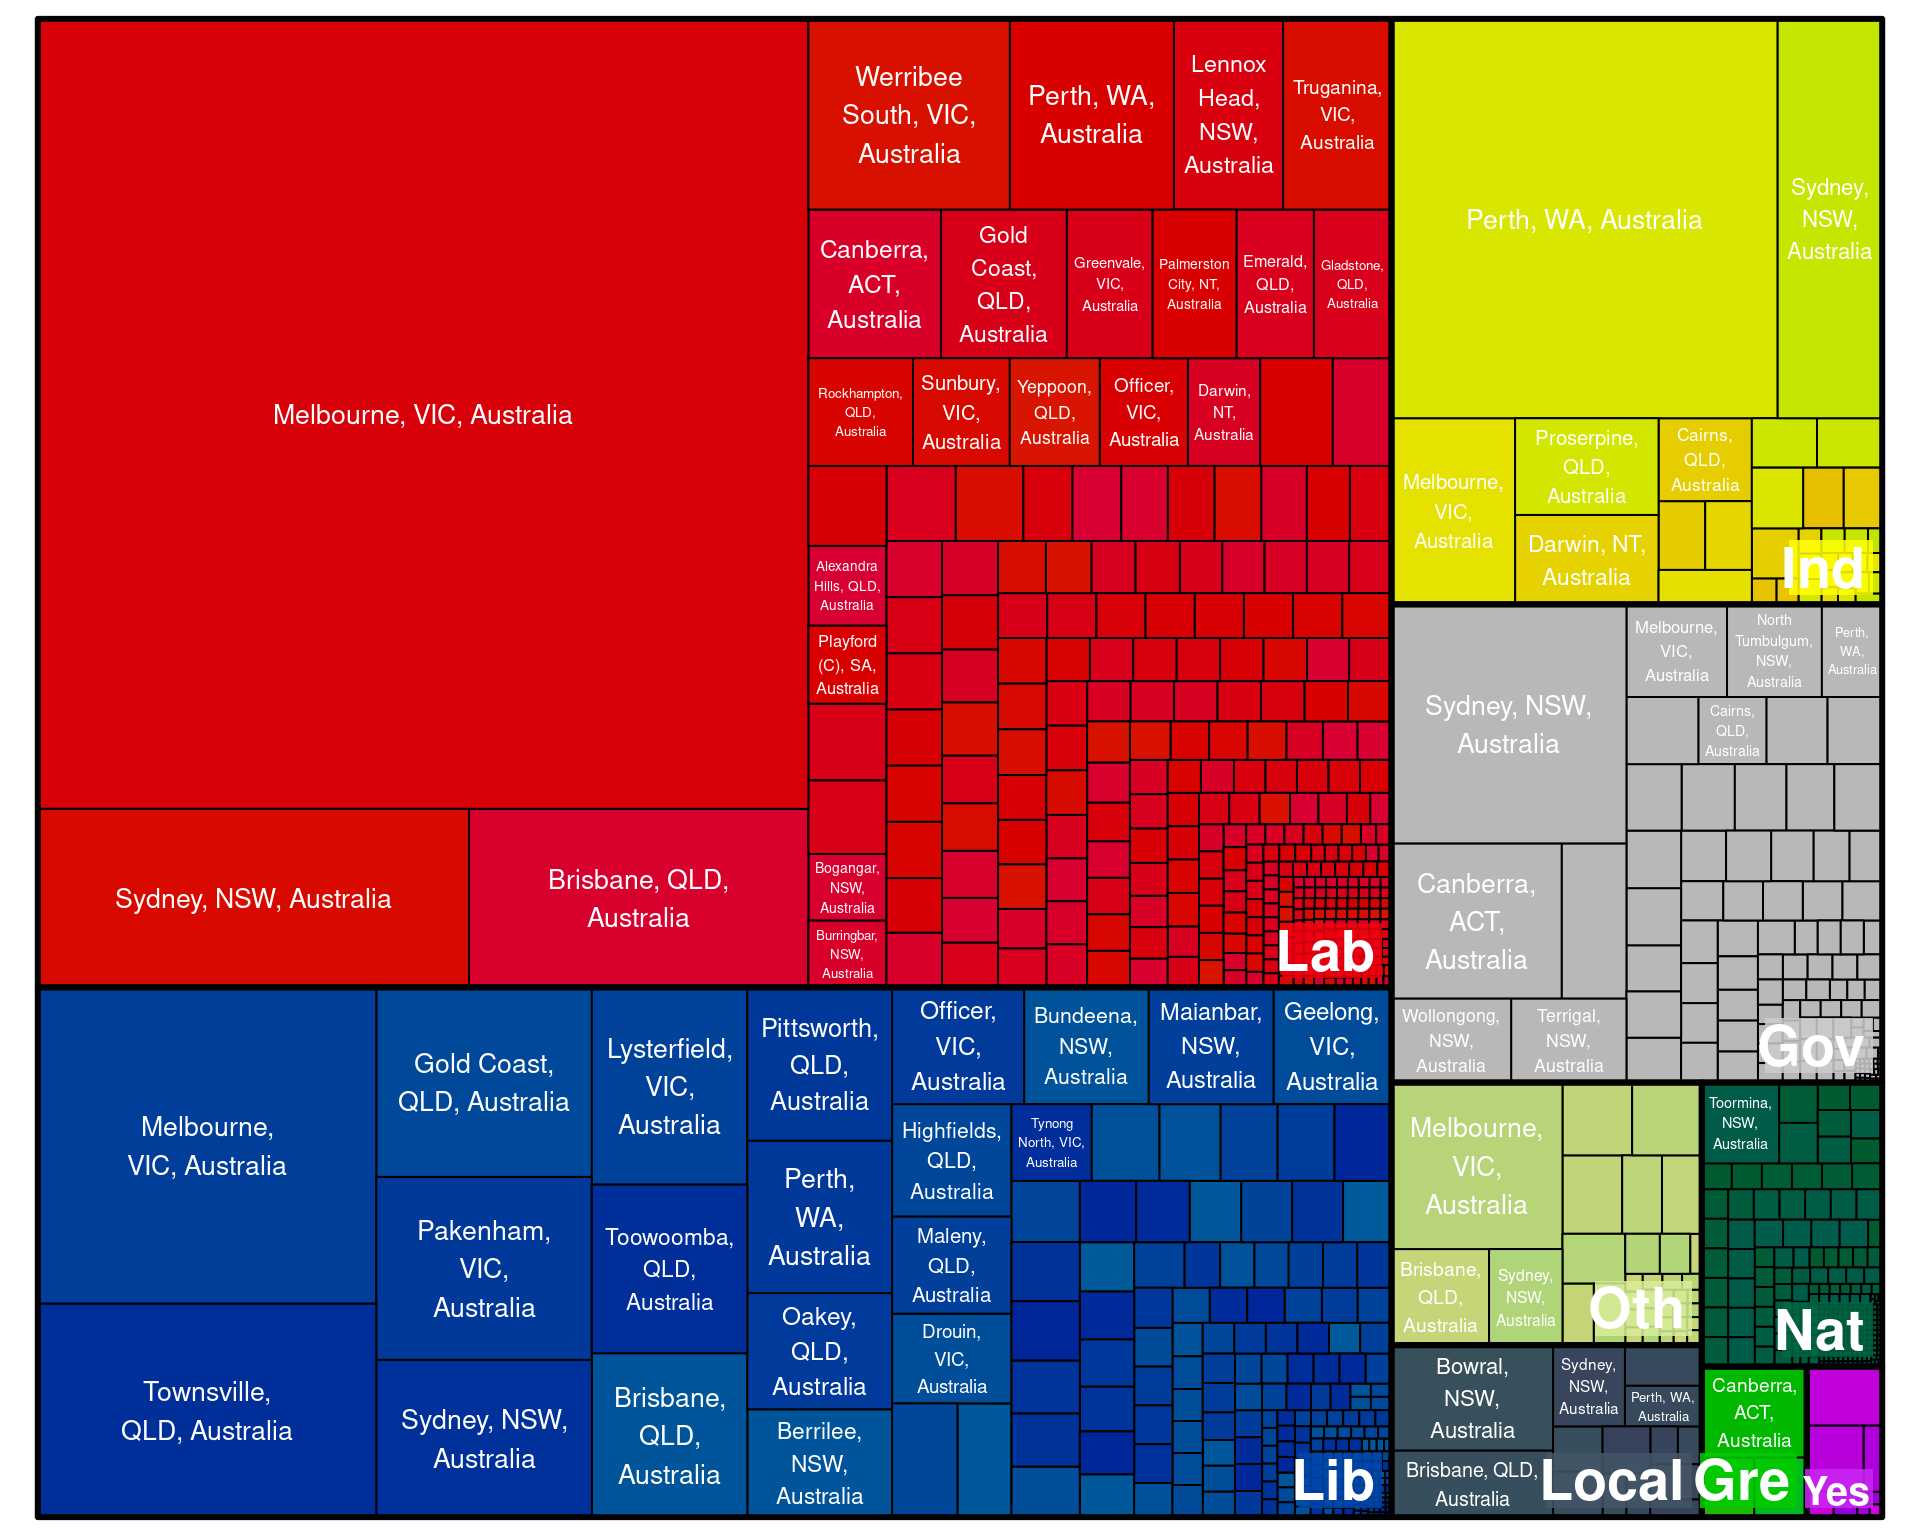 Melbourne, VIC, Australia
Sydney, NSW, Australia
Brisbane, QLD,
Australia
Werribee
South, VIC,
Australia
Perth, WA,
Australia
Lennox
Head,
NSW,
Australia
Truganina,
VIC,
Australia
Canberra,
ACT,
Australia
Gold
Coast,
QLD,
Australia
Greenvale,
VIC,
Australia
Palmerston
City, NT,
Australia
Emerald,
QLD,
Australia
Gladstone,
QLD,
Australia
Rockhampton,
QLD,
Australia
Sunbury,
VIC,
Australia
Yeppoon,
QLD,
Australia
Officer,
VIC,
Australia
Darwin,
NT,
Australia
Alexandra
Hills, QLD,
Australia
Playford
(C), SA,
Australia
Bogangar,
NSW,
Australia
Burringbar,
NSW,
Australia
Lab
Perth, WA, Australia
Sydney,
NSW,
Australia
Melbourne,
VIC,
Australia
Proserpine,
QLD,
Australia
Darwin, NT,
Australia
Cairns,
QLD,
Australia
Ind
Sydney, NSW,
Australia
Melbourne,
VIC,
Australia
North
Tumbulgum,
NSW,
Australia
Perth,
WA,
Australia
Cairns,
QLD,
Australia
Canberra,
ACT,
Australia
Wollongong,
NSW,
Australia
Terrigal,
NSW,
Australia
Gov
Melbourne,
VIC, Australia
Townsville,
QLD, Australia
Gold Coast,
QLD, Australia
Pakenham,
VIC,
Australia
Sydney, NSW,
Australia
Lysterfield,
VIC,
Australia
Toowoomba,
QLD,
Australia
Brisbane,
QLD,
Australia
Pittsworth,
QLD,
Australia
Perth,
WA,
Australia
Oakey,
QLD,
Australia
Berrilee,
NSW,
Australia
Officer,
VIC,
Australia
Bundeena,
NSW,
Australia
Maianbar,
NSW,
Australia
Geelong,
VIC,
Australia
Highfields,
QLD,
Australia
Tynong
North, VIC,
Australia
Maleny,
QLD,
Australia
Drouin,
VIC,
Australia
Lib
Melbourne,
VIC,
Australia
Brisbane,
QLD,
Australia
Sydney,
NSW,
Australia
Oth
Toormina,
NSW,
Australia
Nat
Bowral,
NSW,
Australia
Sydney,
NSW,
Australia
Perth, WA,
Australia
Brisbane, QLD,
Australia
Local
Canberra,
ACT,
Australia
Gre
Yes